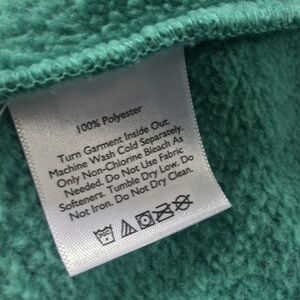 100% Polyester
Turn Garment Inside Out.
Machine Wash Cold Separately.
Only Non-Chlorine Bleach As
Needed. Do Not Use Fabric
Softeners. Tumble Dry Low. Do
Not Iron. Do Not Dry Clean.